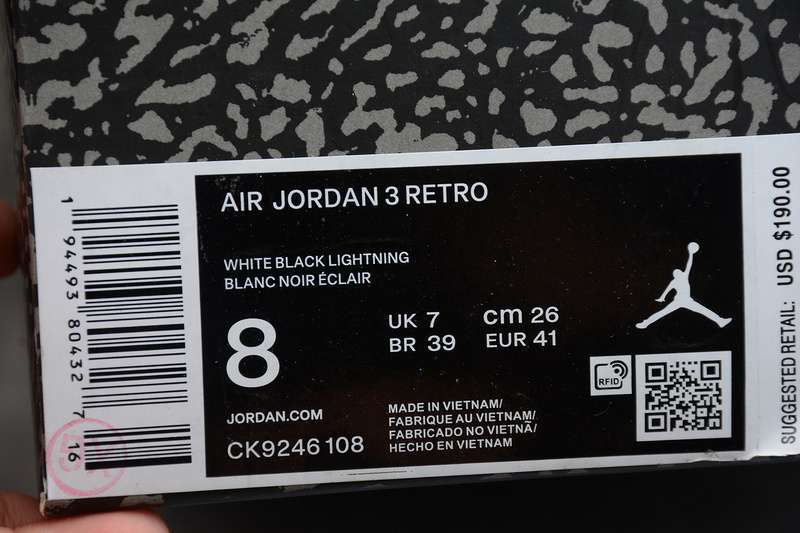 AIR JORDAN 3 RETRO
WHITE BLACK LIGHTNING
BLANC NOIR ÉCLAIR
8
UK 7 cm 26
BR 39 EUR 41
JORDAN.COM
CK9246 108
MADE IN VIETNAM/
FABRIQUE AU VIETNAM/
FABRICADO NO VIETNÃ/
HECHO EN VIETNAM
RFID
1 94493 80432 7 16
SUGGESTED RETAIL: USD $190.00